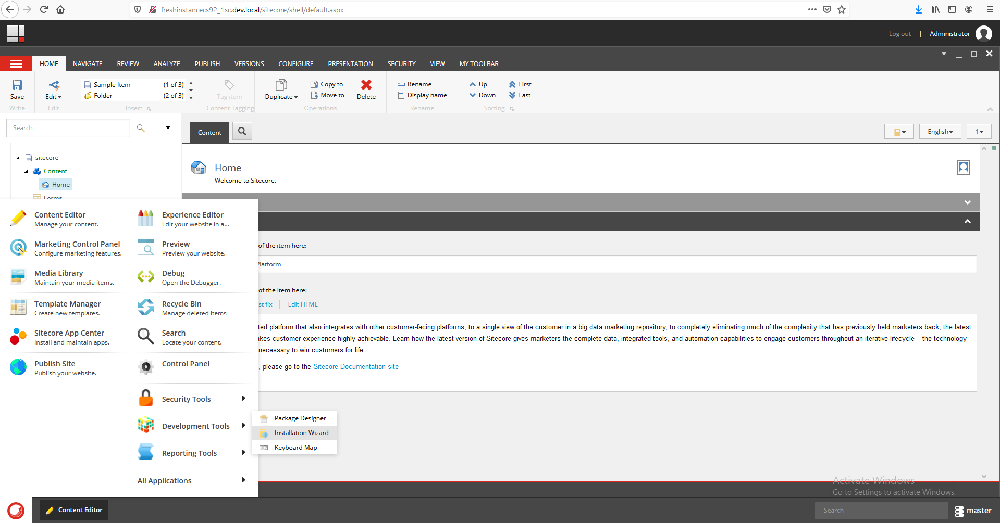 freshinstancecs92_1sc.dev.local/sitecore/shell/default.aspx
Log out | Administrator
HOME NAVIGATE REVIEW ANALYZE PUBLISH VERSIONS CONFIGURE PRESENTATION SECURITY VIEW MY TOOLBAR
Save
Write
Edit
Edit
Sample Item (1 of 3)
Folder (2 of 3)
Insert
Tag item
Content Tagging
Duplicate
Copy to
Move to
Delete
Operations
Rename
Display name
Rename
Up
Down
First
Last
Sorting
Search
Content
English
1
sitecore
Content
Home
Forms
Home
Welcome to Sitecore.
of the item here:
Platform
of the item here:
st fix
Edit HTML
ted platform that also integrates with other customer-facing platforms, to a single view of the customer in a big data marketing repository, to completely eliminating much of the complexity that has previously held marketers back, the latest
kes customer experience highly achievable. Learn how the latest version of Sitecore gives marketers the complete data, integrated tools, and automation capabilities to engage customers throughout an iterative lifecycle – the technology
necessary to win customers for life.
, please go to the Sitecore Documentation site
Content Editor
Manage your content.
Marketing Control Panel
Configure marketing features.
Media Library
Maintain your media items.
Template Manager
Create new templates.
Sitecore App Center
Install and maintain apps.
Publish Site
Publish your website.
Experience Editor
Edit your website in a...
Preview
Preview your website.
Debug
Open the Debugger.
Recycle Bin
Manage deleted items
Search
Locate your content.
Control Panel
Security Tools
Development Tools
Reporting Tools
All Applications
Package Designer
Installation Wizard
Keyboard Map
Activate Windows
Go to Settings to activate Windows.
Content Editor
Search
master